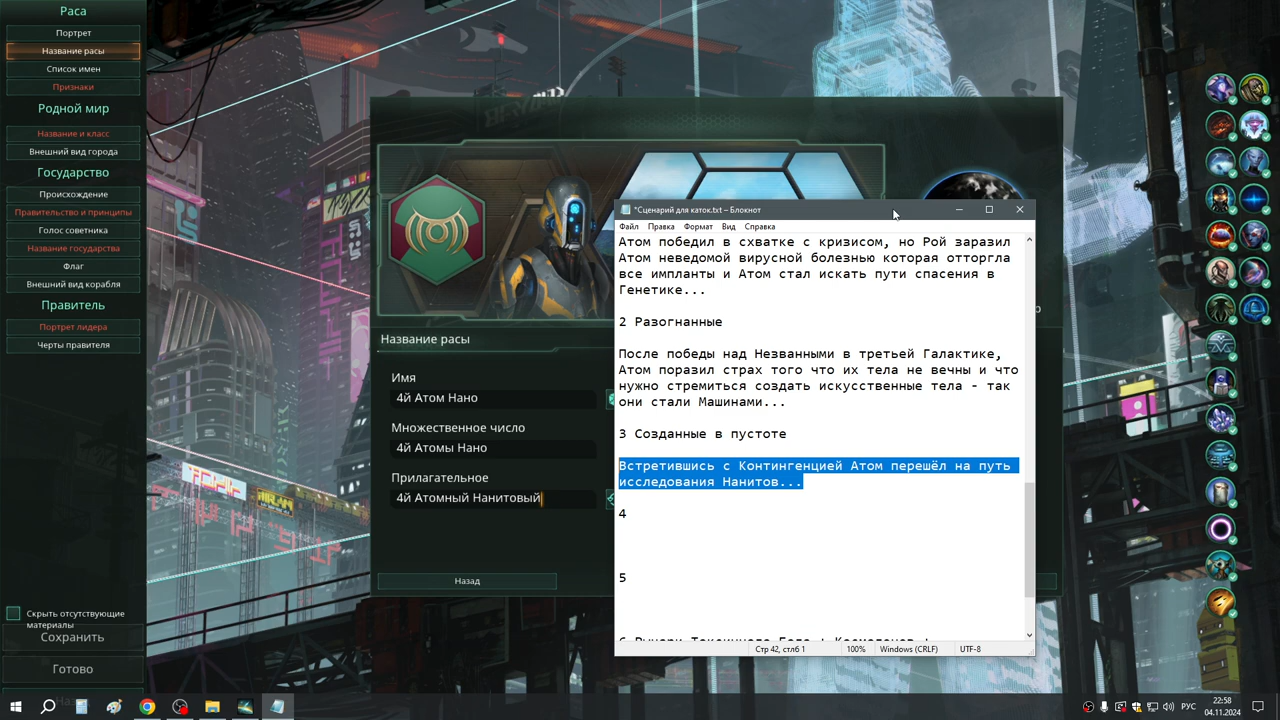 Раса
Портрет
Название расы
Список имен
Признаки
Родной мир
Название и класс
Внешний вид города
Государство
Происхождение
Правительство и принципы
Голос советника
Название государства
Флаг
Внешний вид корабля
Правитель
Портрет лидера
Черты правителя
Скрыть отсутствующие
материалы
Сохранить
Готово
Название расы
Имя
4й Атом Нано
Множественное число
4й Атомы Нано
Прилагательное
4й Атомный Нанитовый
Назад
*Сценарий для каток.txt – Блокнот
Файл Правка Формат Вид Справка
Атом победил в схватке с кризисом, но Рой заразил
Атом неведомой вирусной болезнью которая отторгла
все импланты и Атом стал искать пути спасения в
Генетике...
2 Разогнанные
После победы над Незванными в третьей Галактике,
Атом поразил страх того что их тела не вечны и что
нужно стремиться создать искусственные тела - так
они стали Машинами...
3 Созданные в пустоте
Встретившись с Контингенцией Атом перешёл на путь
исследования Нанитов...
4
5
Стр 42, стлб 1 100% Windows (CRLF) UTF-8
РУС
22:58
04.11.2024